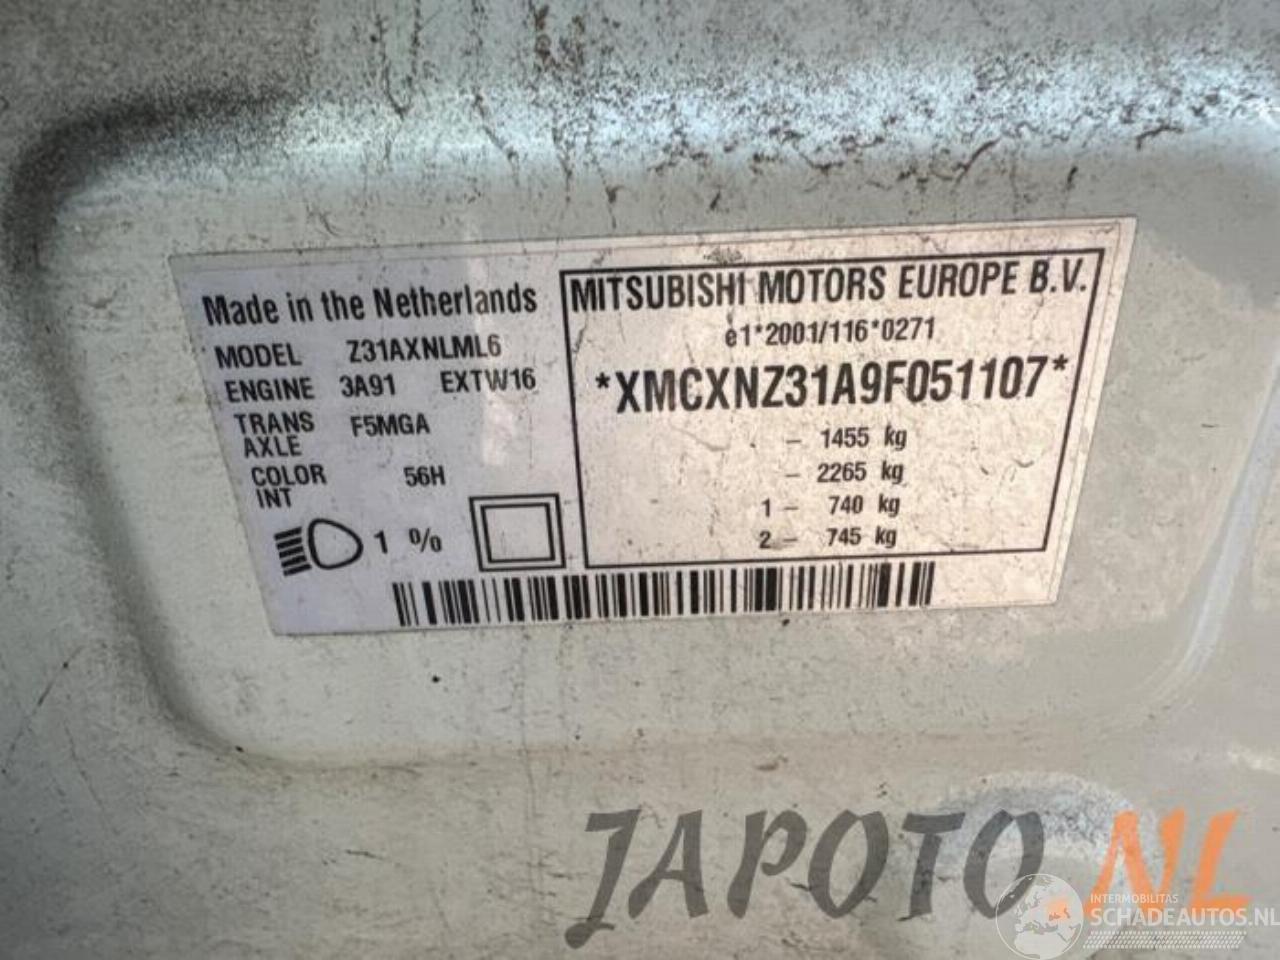 Made in the Netherlands
MODEL Z31AXNLML6
ENGINE 3A91 EXTW16
TRANS F5MGA
AXLE
COLOR 56H
INT
1 %
MITSUBISHI MOTORS EUROPE B.V.
e1*2001/116*0271
*XMCXNZ31A9F051107*
- 1455 kg
- 2265 kg
1 - 740 kg
2 - 745 kg
JAPOTO.NL
INTERMOBILITAS
SCHADEAUTOS.NL